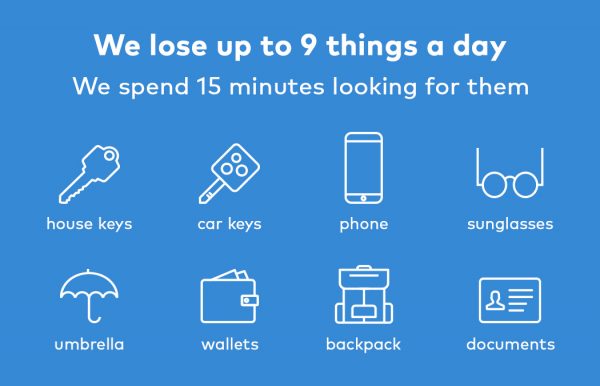 We lose up to 9 things a day
We spend 15 minutes looking for them
house keys car keys phone sunglasses
umbrella wallets backpack documents